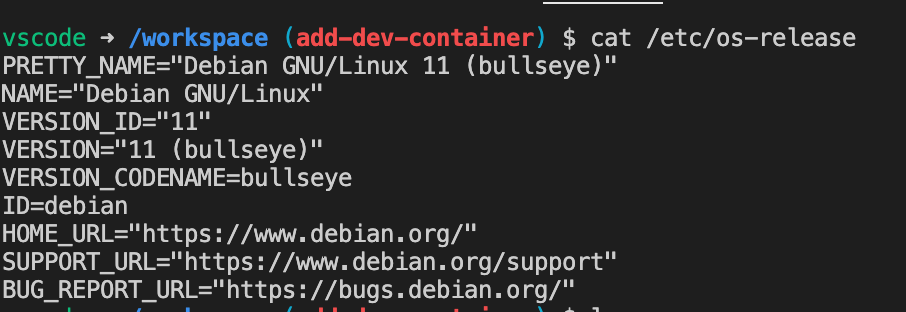 vscode ➜ /workspace (add-dev-container) $ cat /etc/os-release
PRETTY_NAME="Debian GNU/Linux 11 (bullseye)"
NAME="Debian GNU/Linux"
VERSION_ID="11"
VERSION="11 (bullseye)"
VERSION_CODENAME=bullseye
ID=debian
HOME_URL="https://www.debian.org/"
SUPPORT_URL="https://www.debian.org/support"
BUG_REPORT_URL="https://bugs.debian.org/"